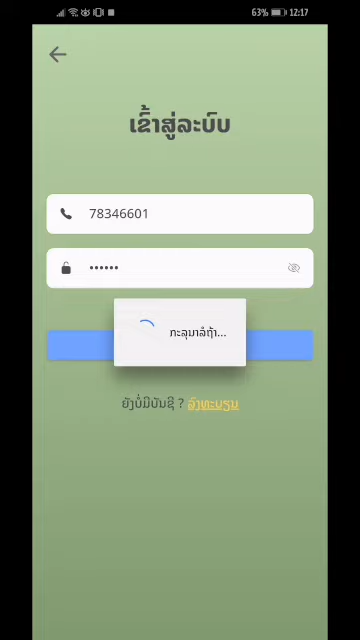 63% 12:17
ເຂົ້າສູ່ລະບົບ
78346601
••••••
ກະລຸນາລໍຖ້າ...
ຍັງບໍ່ມີບັນຊີ ? ລົງທະບຽນ